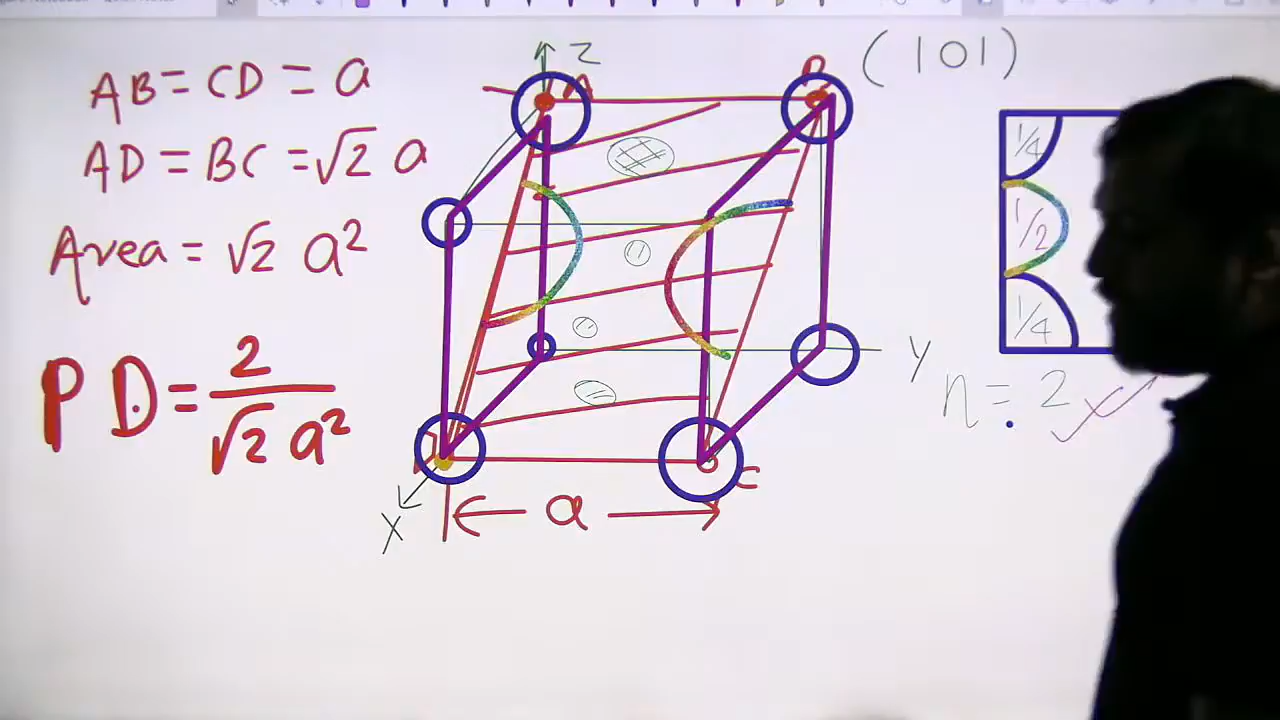 AB = CD = a
AD = BC = √2 a
Area = √2 a²
P D = 2 / √2 a²
Z
A
B
(101)
Y
C
X
a
1/4
1/2
1/4
n = 2